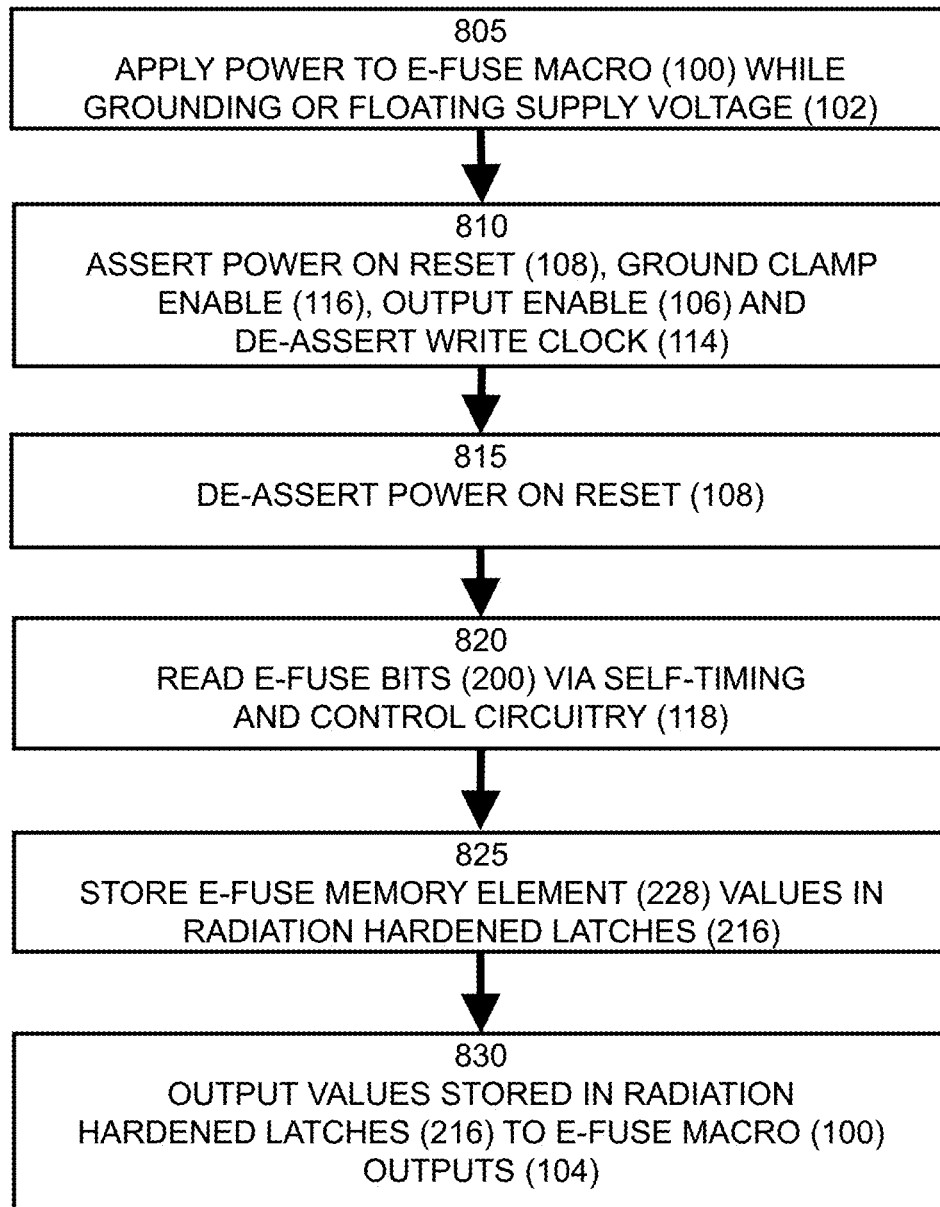 805
APPLY POWER TO E-FUSE MACRO (100) WHILE
GROUNDING OR FLOATING SUPPLY VOLTAGE (102)
810
ASSERT POWER ON RESET (108), GROUND CLAMP
ENABLE (116), OUTPUT ENABLE (106) AND
DE-ASSERT WRITE CLOCK (114)
815
DE-ASSERT POWER ON RESET (108)
820
READ E-FUSE BITS (200) VIA SELF-TIMING
AND CONTROL CIRCUITRY (118)
825
STORE E-FUSE MEMORY ELEMENT (228) VALUES IN
RADIATION HARDENED LATCHES (216)
830
OUTPUT VALUES STORED IN RADIATION
HARDENED LATCHES (216) TO E-FUSE MACRO (100)
OUTPUTS (104)